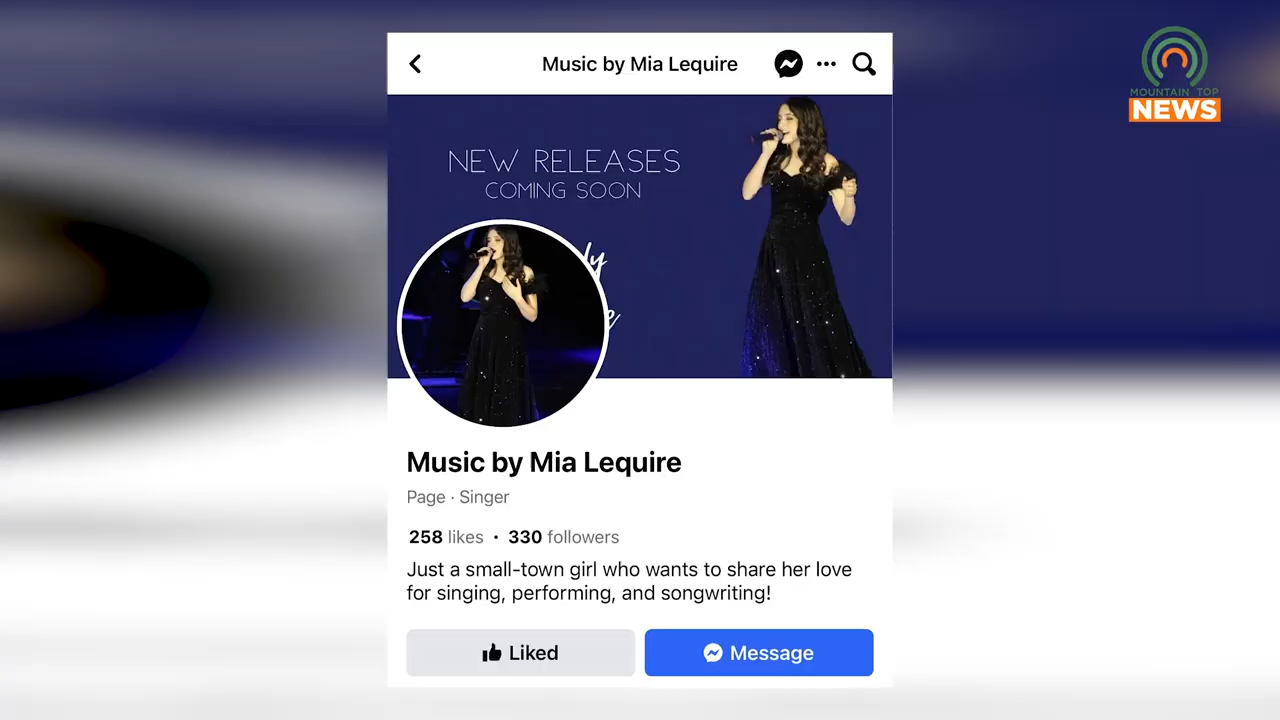 Music by Mia Lequire
MOUNTAIN TOP
NEWS
NEW RELEASES
COMING SOON
Music by Mia Lequire
Page · Singer
258 likes • 330 followers
Just a small-town girl who wants to share her love
for singing, performing, and songwriting!
Liked
Message